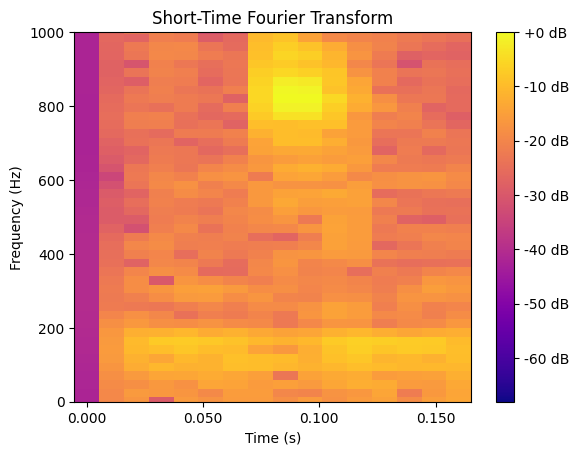 Short-Time Fourier Transform
1000
800
600
400
200
0
Frequency (Hz)
0.000
0.050
0.100
0.150
Time (s)
+0 dB
-10 dB
-20 dB
-30 dB
-40 dB
-50 dB
-60 dB